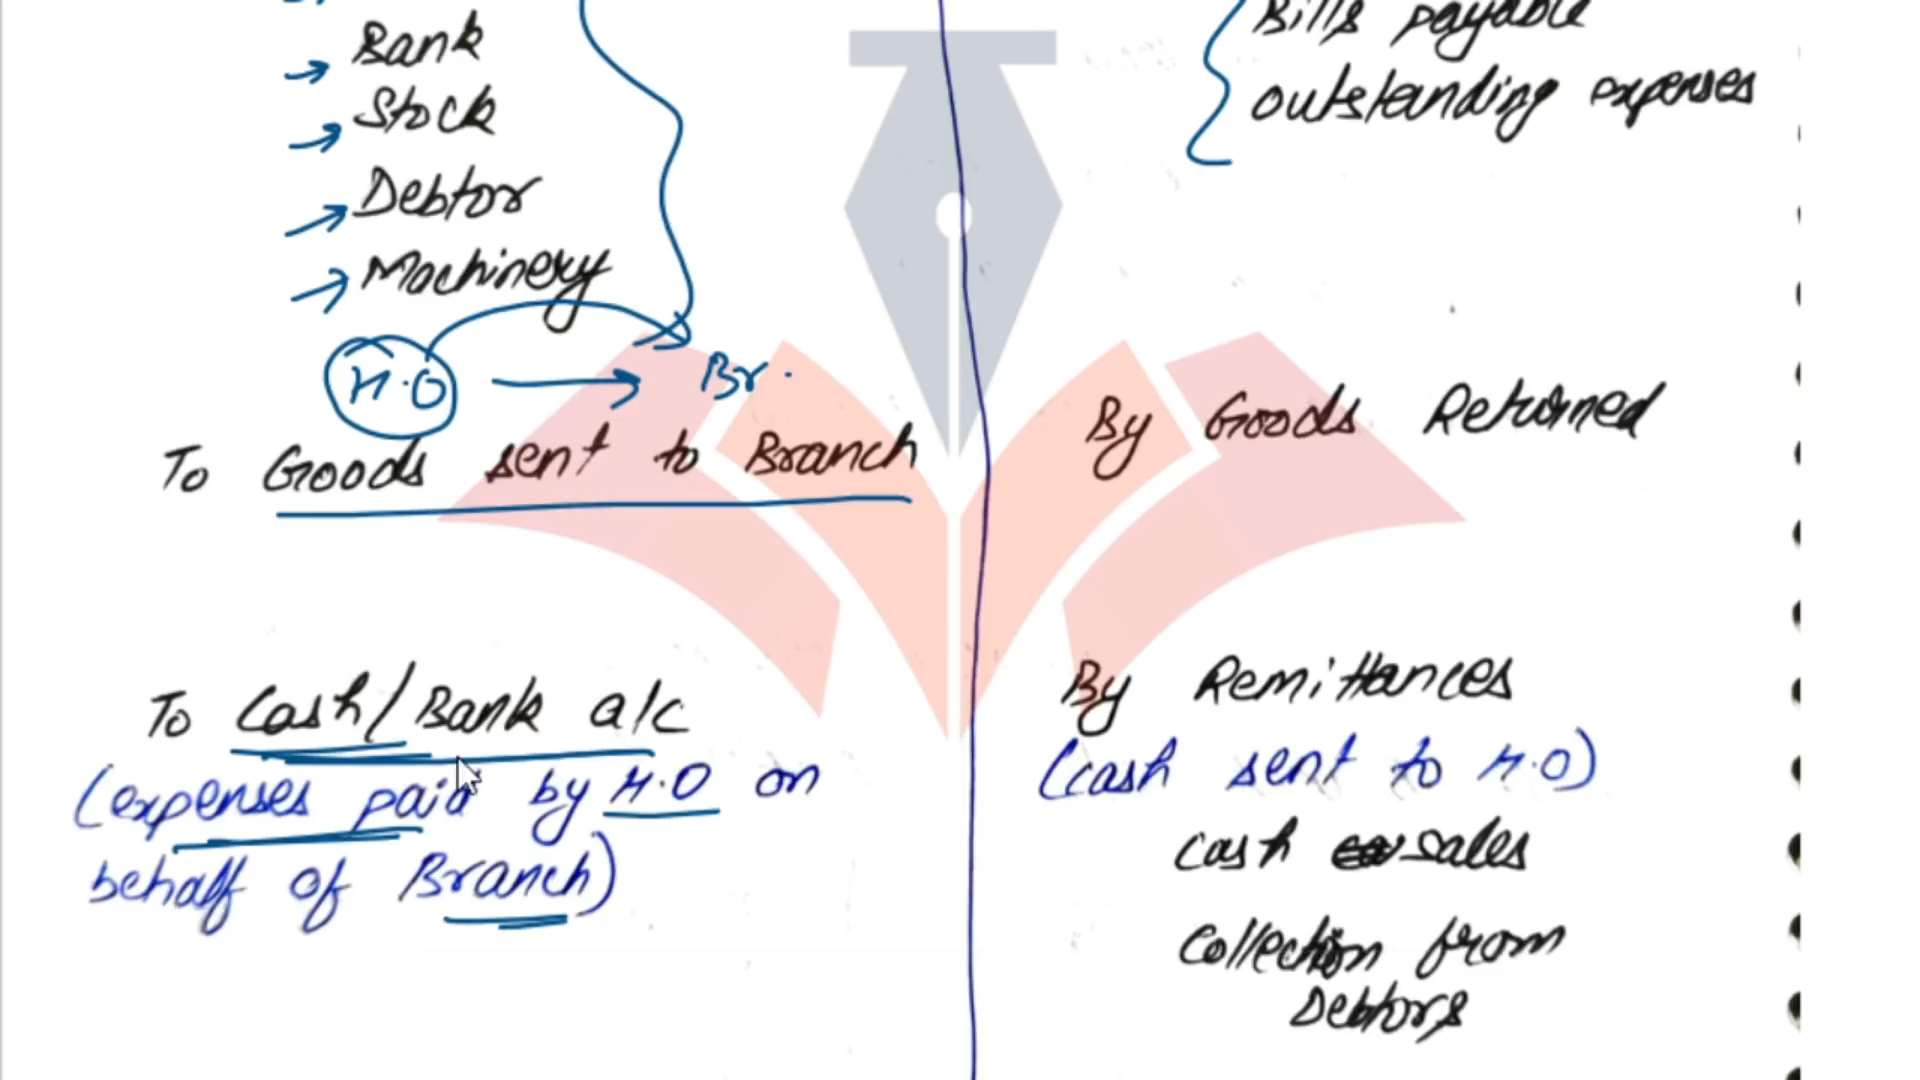 Bank
Stock
Debtor
Machinery
H.O → Br.
To Goods sent to Branch
To Cash/Bank a/c
(expenses paid by H.O on
behalf of Branch)
Bills payable
outstanding expenses
By Goods Returned
By Remittances
(cash sent to H.O)
cash sales
Collection from
Debtors